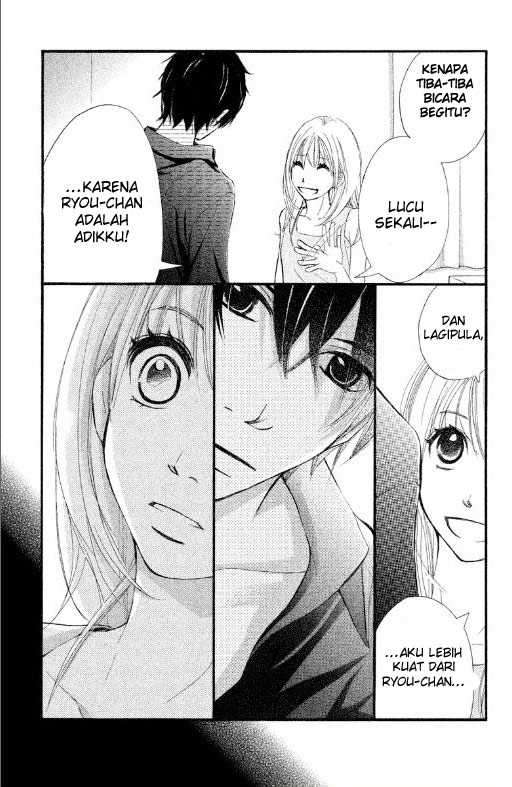 KENAPA
TIBA-TIBA
BICARA
BEGITU?
LUCU
SEKALI--
...KARENA
RYOU-CHAN
ADALAH
ADIKKU!
DAN
LAGIPULA,
...AKU LEBIH
KUAT DARI
RYOU-CHAN...